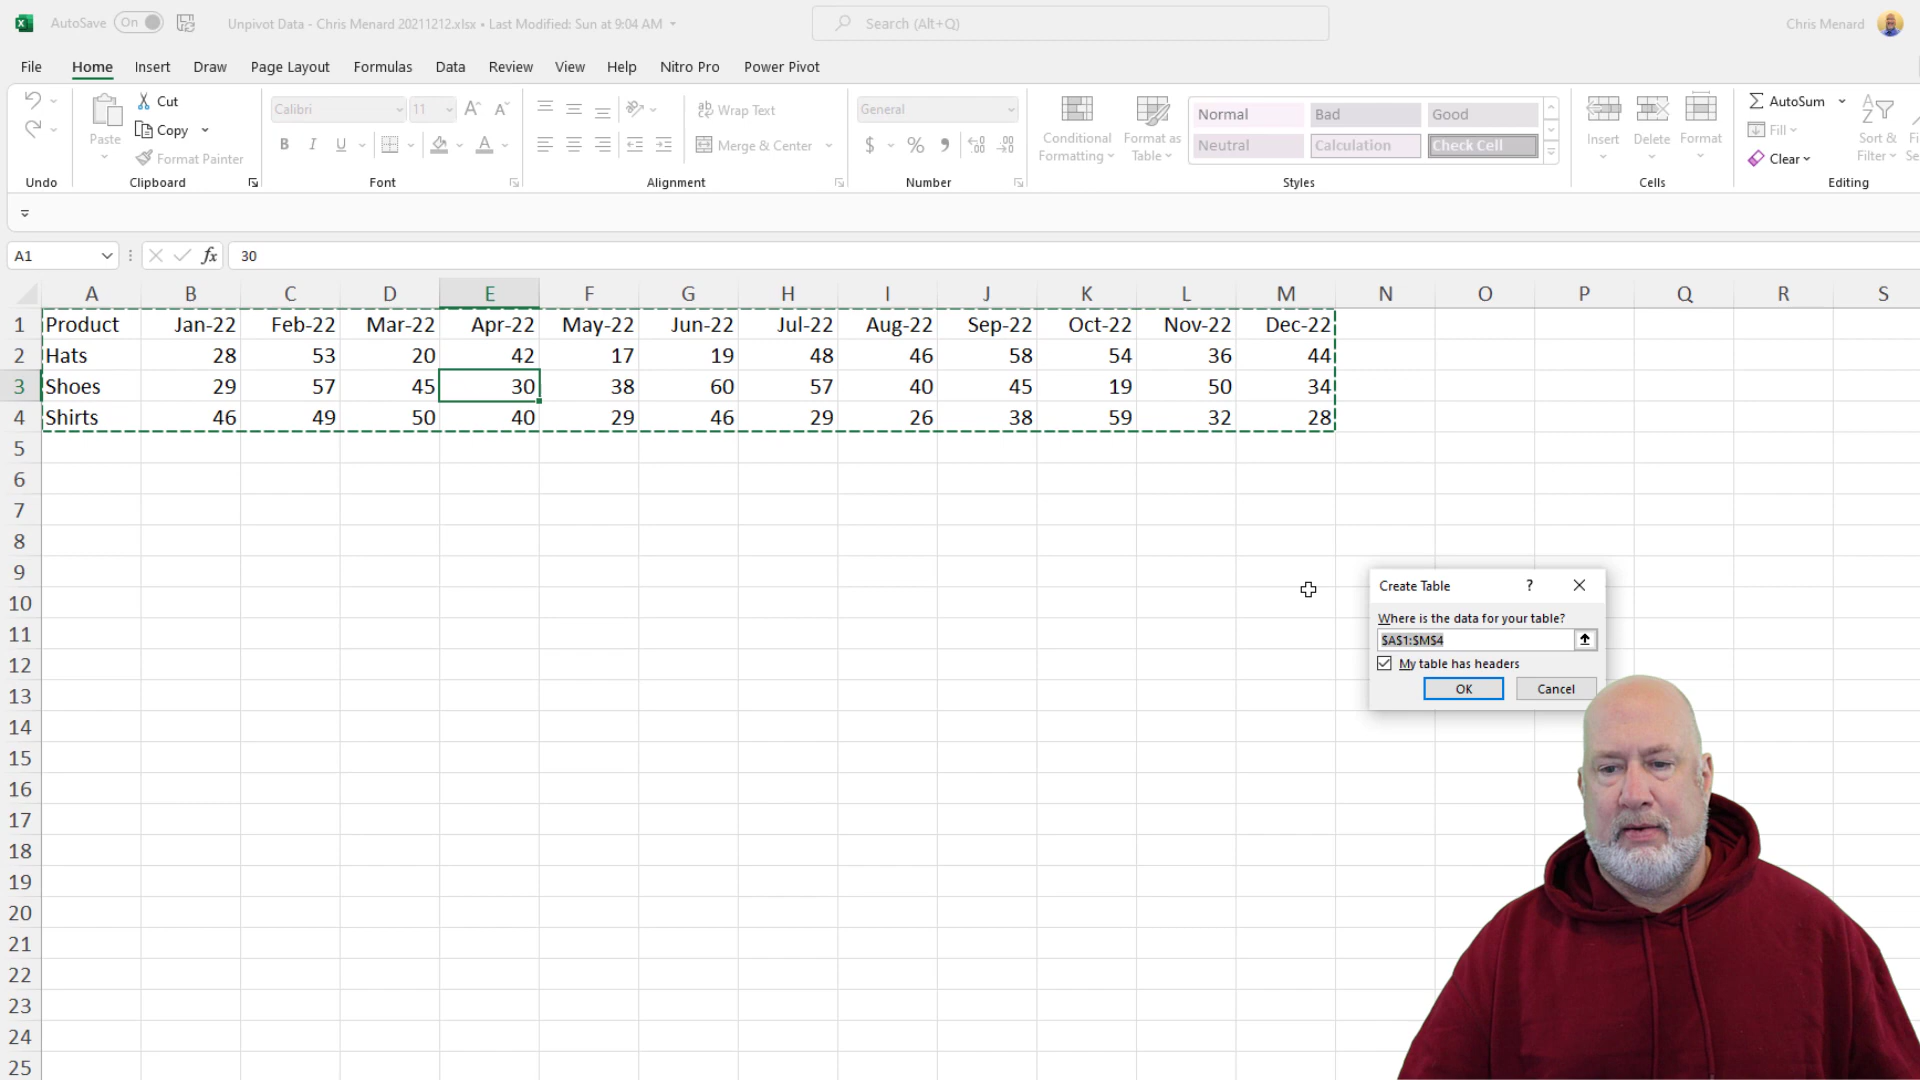 AutoSave On Unpivot Data - Chris Menard 20211212.xlsx • Last Modified: Sun at 9:04 AM Search (Alt+Q) Chris Menard
File Home Insert Draw Page Layout Formulas Data Review View Help Nitro Pro Power Pivot
Paste
Cut
Copy
Format Painter
Calibri 11
B I U
Wrap Text
Merge & Center
General
$ %
Conditional
Formatting
Format as
Table
Normal Bad Good
Neutral Calculation Check Cell
Insert Delete Format
AutoSum
Fill
Clear
Sort &
Filter
Undo Clipboard Font Alignment Number Styles Cells Editing
A1 fx 30
A B C D E F G H I J K L M N O P Q R S
1 Product Jan-22 Feb-22 Mar-22 Apr-22 May-22 Jun-22 Jul-22 Aug-22 Sep-22 Oct-22 Nov-22 Dec-22
2 Hats 28 53 20 42 17 19 48 46 58 54 36 44
3 Shoes 29 57 45 30 38 60 57 40 45 19 50 34
4 Shirts 46 49 50 40 29 46 29 26 38 59 32 28
5
6
7
8
9
10
11
12
13
14
15
16
17
18
19
20
21
22
23
24
25
Create Table ?
Where is the data for your table?
$A$1:$M$4
My table has headers
OK Cancel